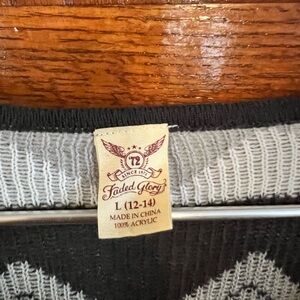 72
SINCE 1972
Faded Glory
L (12-14)
MADE IN CHINA
100% ACRYLIC